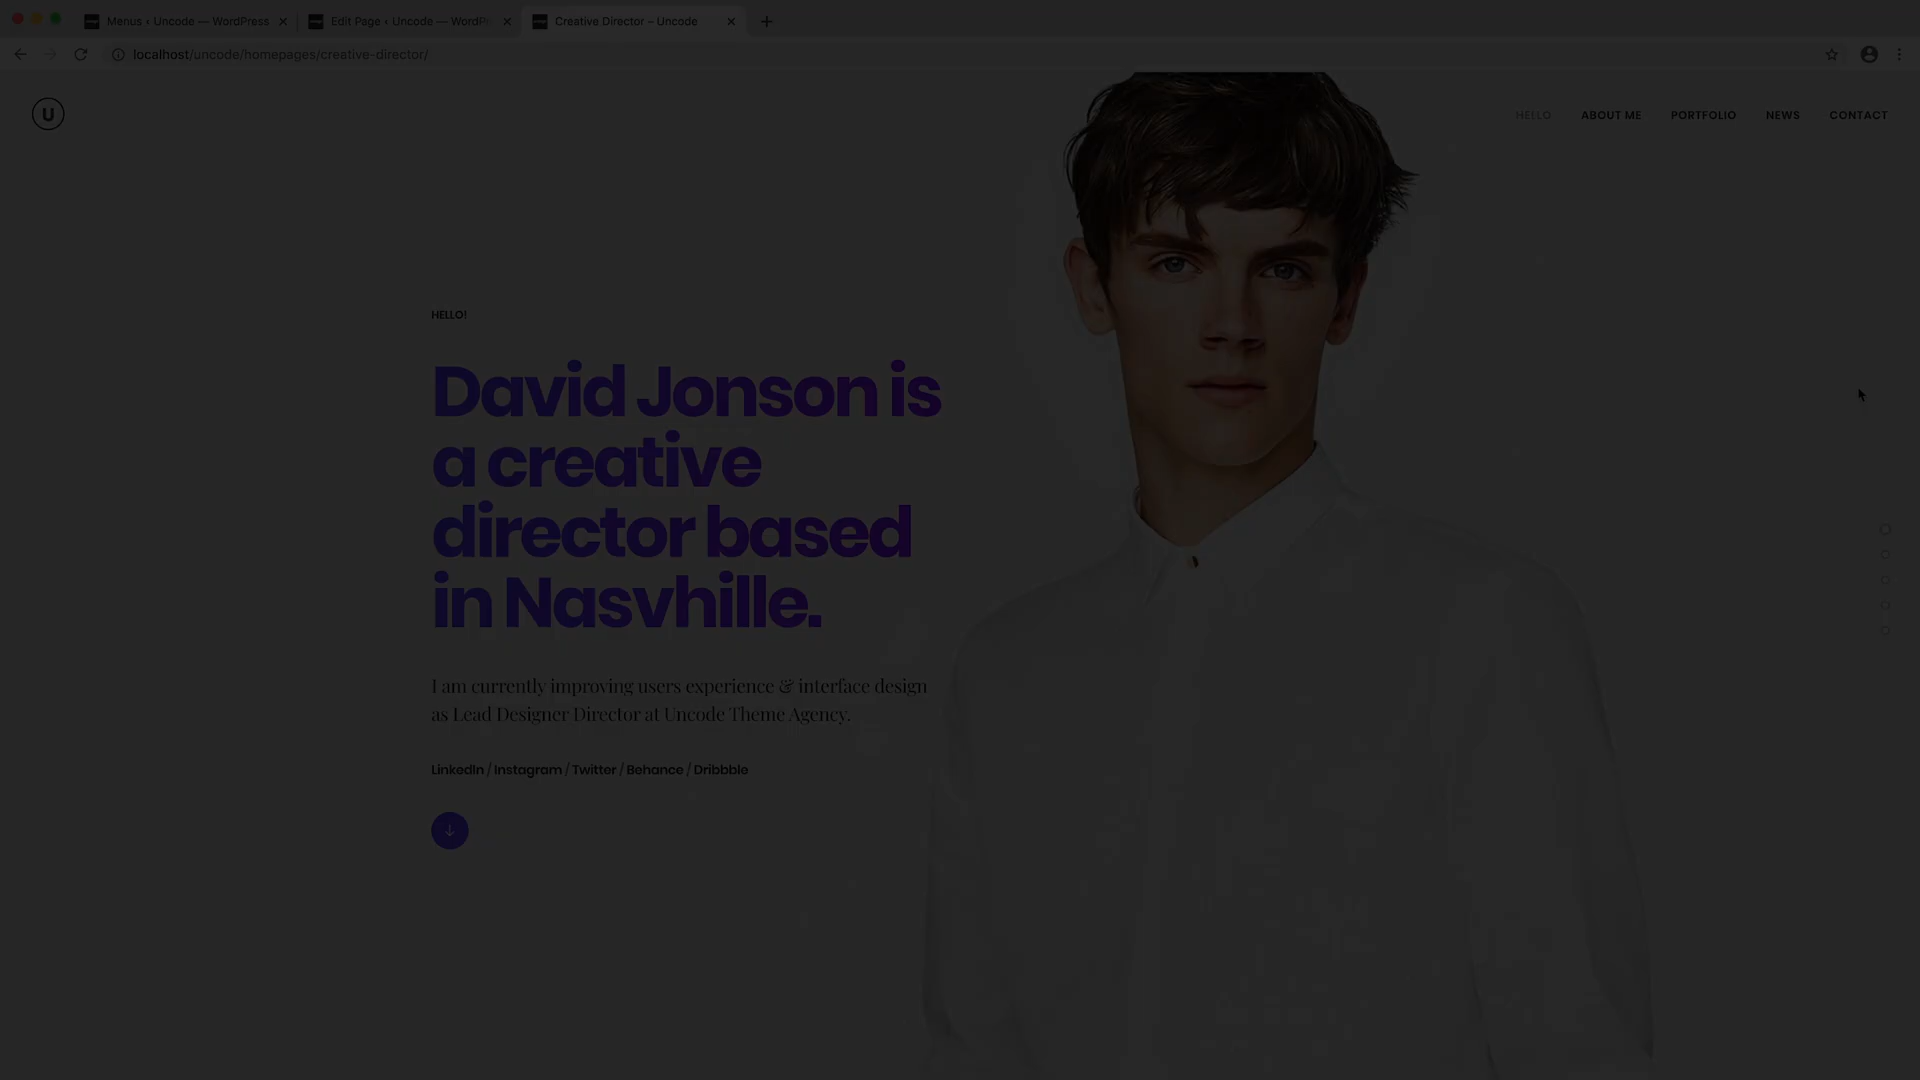 Menus ‹ Uncode — WordPress
Edit Page ‹ Uncode — WordP
Creative Director – Uncode
localhost/uncode/homepages/creative-director/
U
HELLO
ABOUT ME
PORTFOLIO
NEWS
CONTACT
HELLO!
David Jonson is
a creative
director based
in Nasvhille.
I am currently improving users experience & interface design
as Lead Designer Director at Uncode Theme Agency.
LinkedIn / Instagram / Twitter / Behance / Dribbble